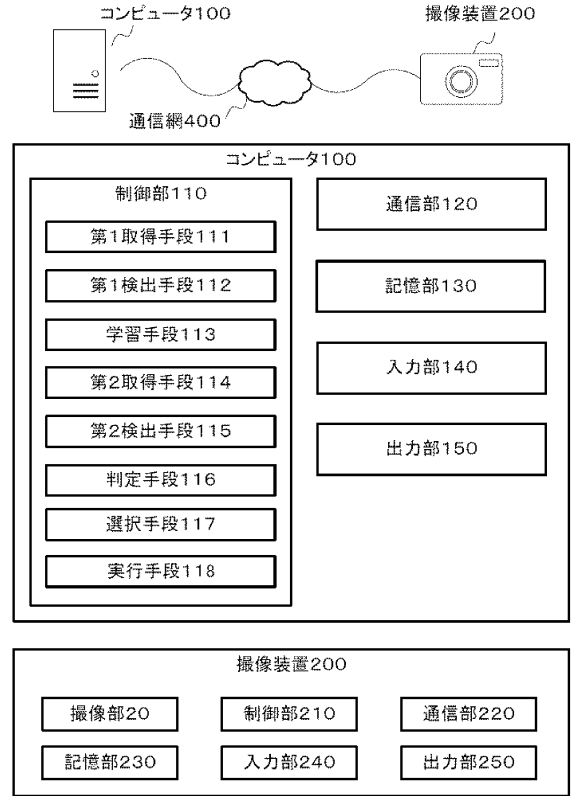 コンピュータ100
撮像装置200
通信網400
コンピュータ100
制御部110
第1取得手段111
第1検出手段112
学習手段113
第2取得手段114
第2検出手段115
判定手段116
選択手段117
実行手段118
通信部120
記憶部130
入力部140
出力部150
撮像装置200
撮像部20
制御部210
通信部220
記憶部230
入力部240
出力部250